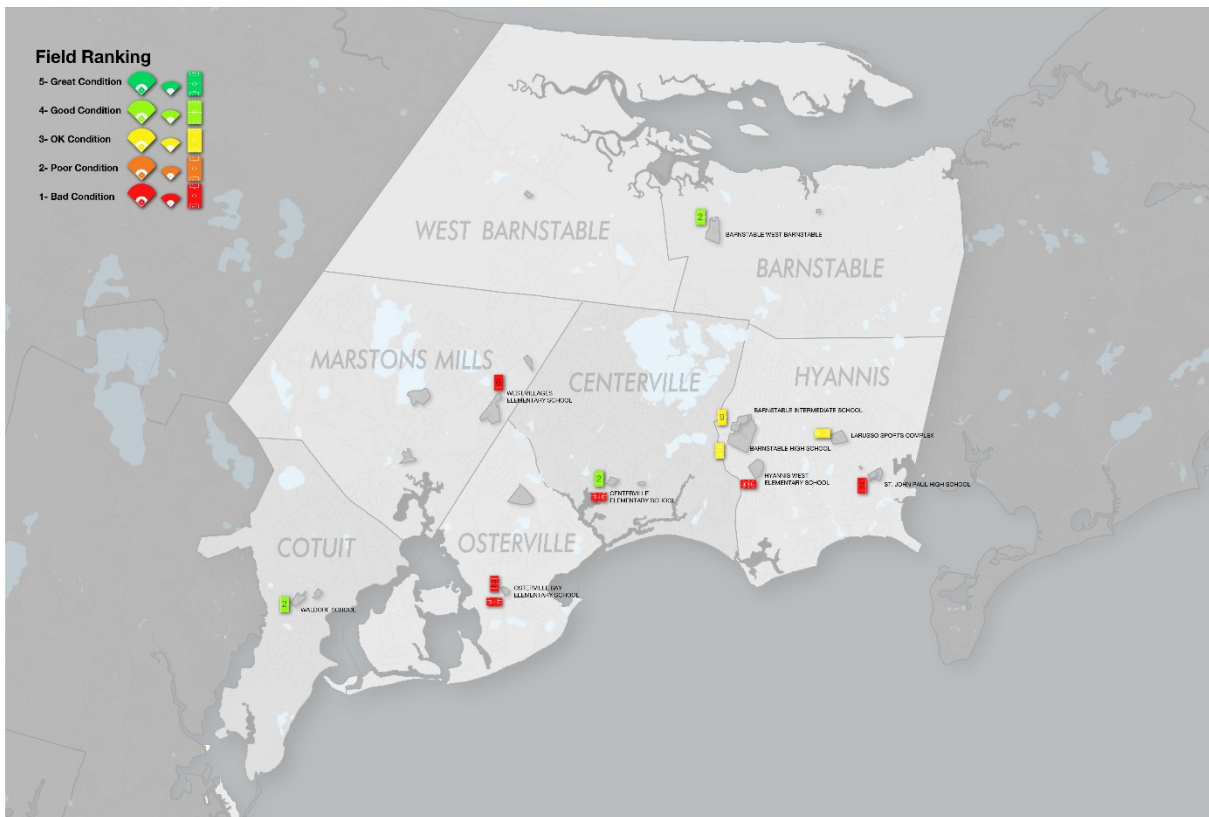 Field Ranking
5- Great Condition
4- Good Condition
3- OK Condition
2- Poor Condition
1- Bad Condition
WEST BARNSTABLE
2
BARNSTABLE WEST BARNSTABLE
BARNSTABLE
MARSTONS MILLS
CENTERVILLE
HYANNIS
WEST VILLAGES
ELEMENTARY SCHOOL
BARNSTABLE INTERMEDIATE SCHOOL
LARUSSO SPORTS COMPLEX
BARNSTABLE HIGH SCHOOL
HYANNIS WEST
ELEMENTARY SCHOOL
ST. JOHN PAUL HIGH SCHOOL
2
CENTERVILLE
ELEMENTARY SCHOOL
COTUIT
OSTERVILLE
OSTERVILLE BAY
ELEMENTARY SCHOOL
2
WALDORF SCHOOL